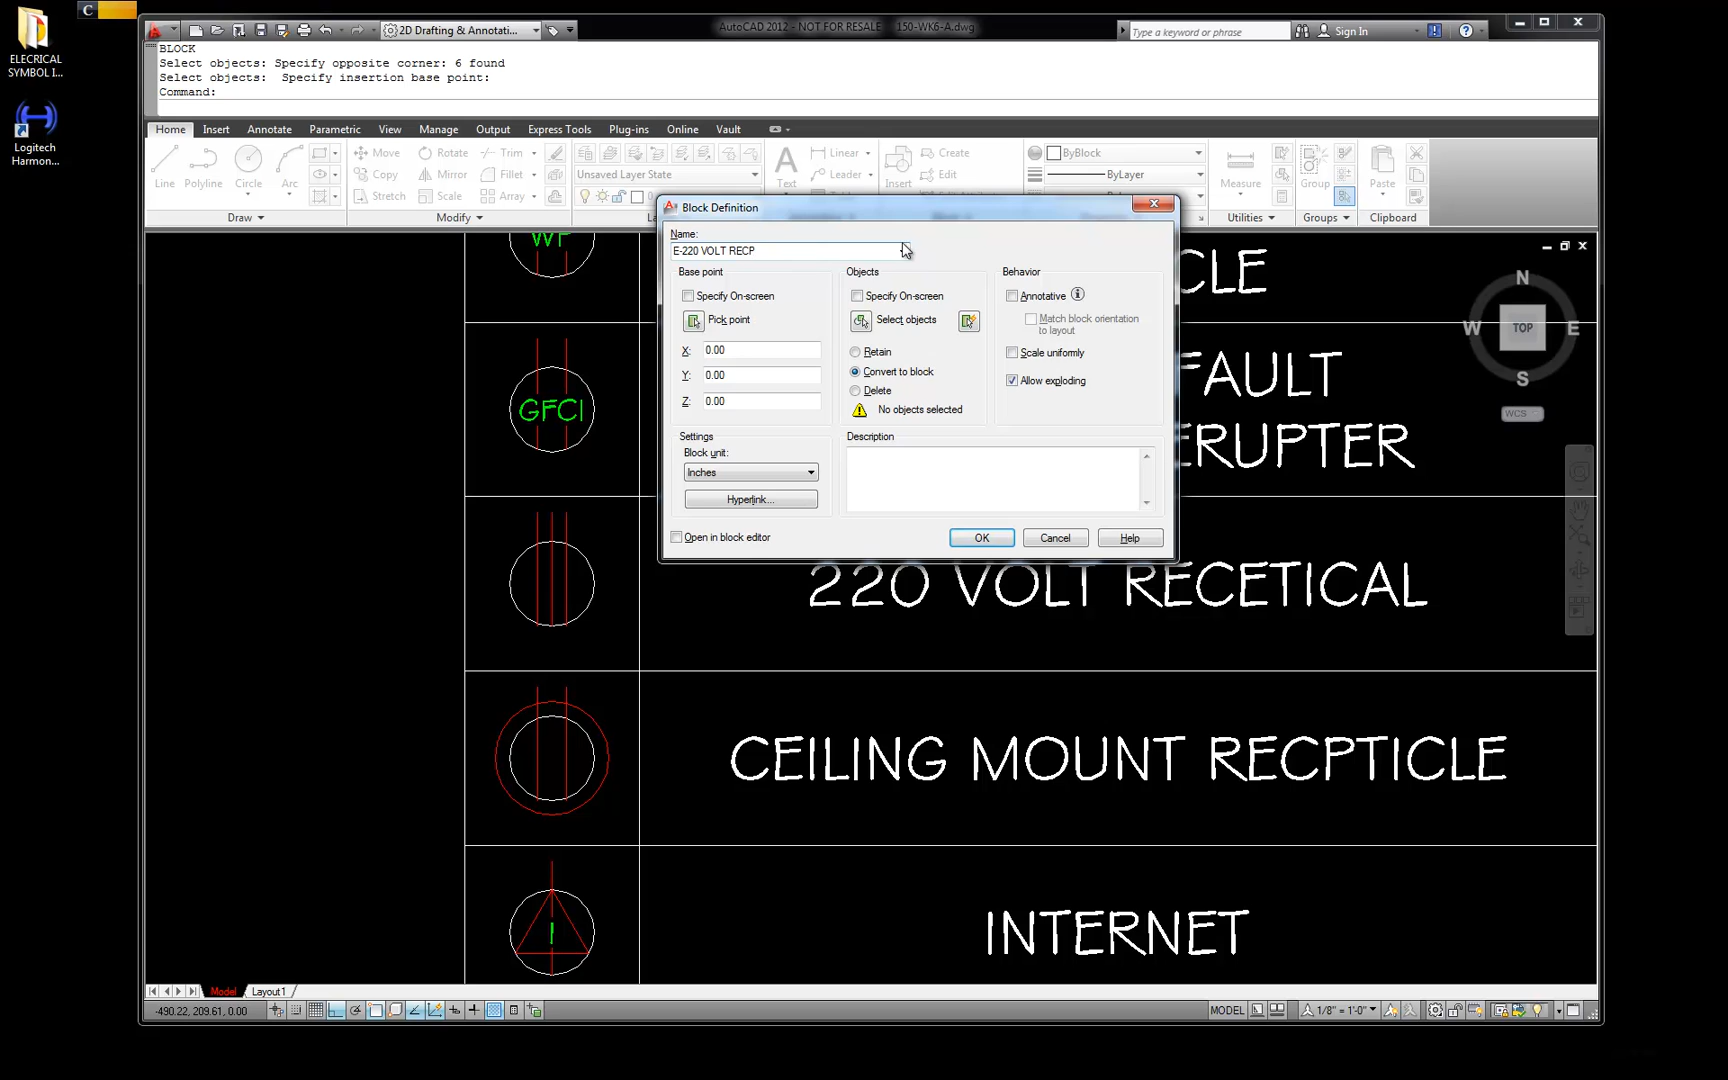 C
ELECRICAL
SYMBOL I...
Logitech
Harmon...
2D Drafting & Annotati...
AutoCAD 2012 - NOT FOR RESALE 150-WK6-A.dwg
Type a keyword or phrase
Sign In
BLOCK
Select objects: Specify opposite corner: 6 found
Select objects: Specify insertion base point:
Command:
Home Insert Annotate Parametric View Manage Output Express Tools Plug-ins Online Vault
Line Polyline Circle Arc
Move Rotate Trim
Copy Mirror Fillet
Stretch Scale Array
Unsaved Layer State
0
Text
Linear
Leader
Insert
Create
Edit
ByBlock
ByLayer
Measure
Group
Paste
Draw Modify Utilities Groups Clipboard
Block Definition
Name:
E-220 VOLT RECP
Base point
Specify On-screen
Pick point
X: 0.00
Y: 0.00
Z: 0.00
Objects
Specify On-screen
Select objects
Retain
Convert to block
Delete
No objects selected
Behavior
Annotative
Match block orientation
to layout
Scale uniformly
Allow exploding
Settings
Block unit:
Inches
Hyperlink...
Description
Open in block editor
OK Cancel Help
WP
CLE
GFCI
FAULT
ERUPTER
220 VOLT RECETICAL
CEILING MOUNT RECPTICLE
I
INTERNET
N
W TOP E
S
WCS
Model Layout1
-490.22, 209.61, 0.00
MODEL
1/8" = 1'-0"